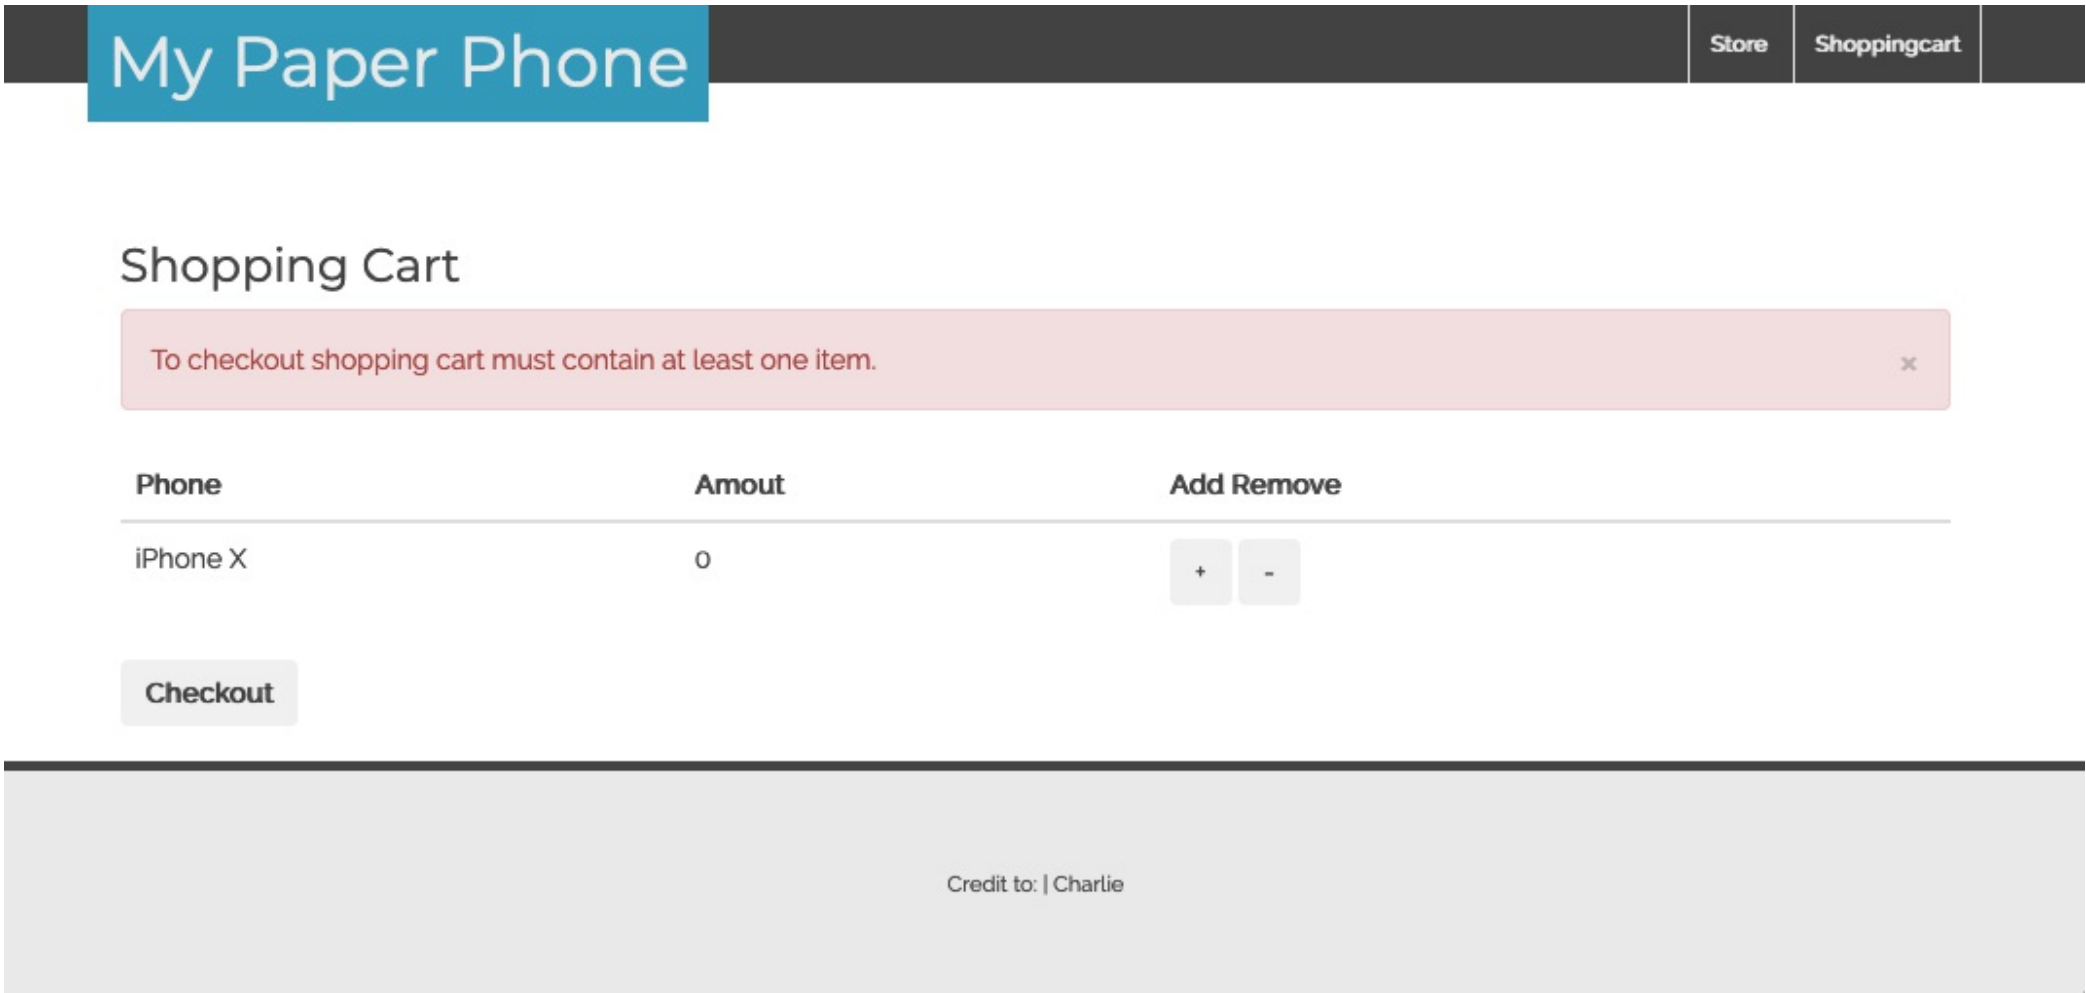 My Paper Phone
Store Shoppingcart
Shopping Cart
To checkout shopping cart must contain at least one item. ×
Phone Amout Add Remove
iPhone X 0 + -
Checkout
Credit to: | Charlie